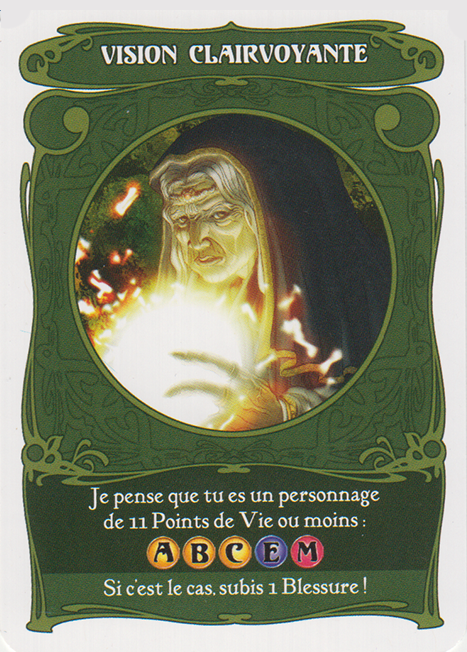 VISION CLAIRVOYANTE
Je pense que tu es un personnage
de 11 Points de Vie ou moins :
A B C E M
Si c'est le cas, subis 1 Blessure !